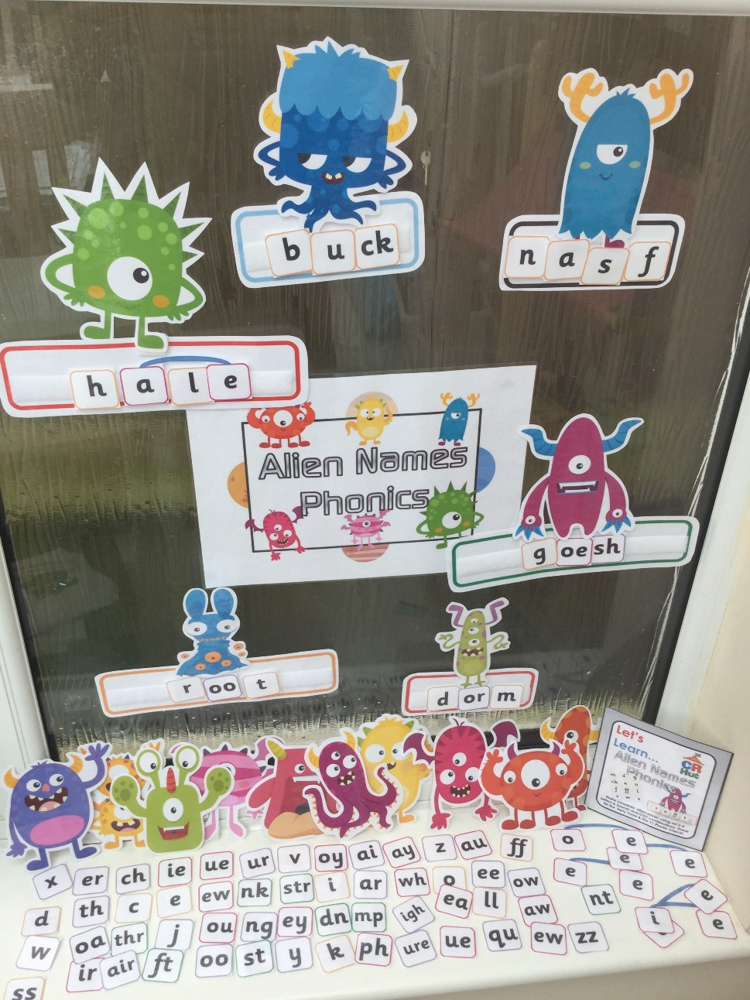 b u ck
n a s f
h a l e
Alien Names
Phonics
g oe sh
r oo t
d or m
Let's
Learn....
CR
Hut
Alien Names
Phonics
x er ch ie ue ur v oy ai ay z au ff o e e e
d th c e ew nk str i ar wh o ee ow e e e
w oa thr j ou ng ey dn mp igh ea ll aw nt i e
ss ir air ft oo st y k ph ure ue qu ew zz